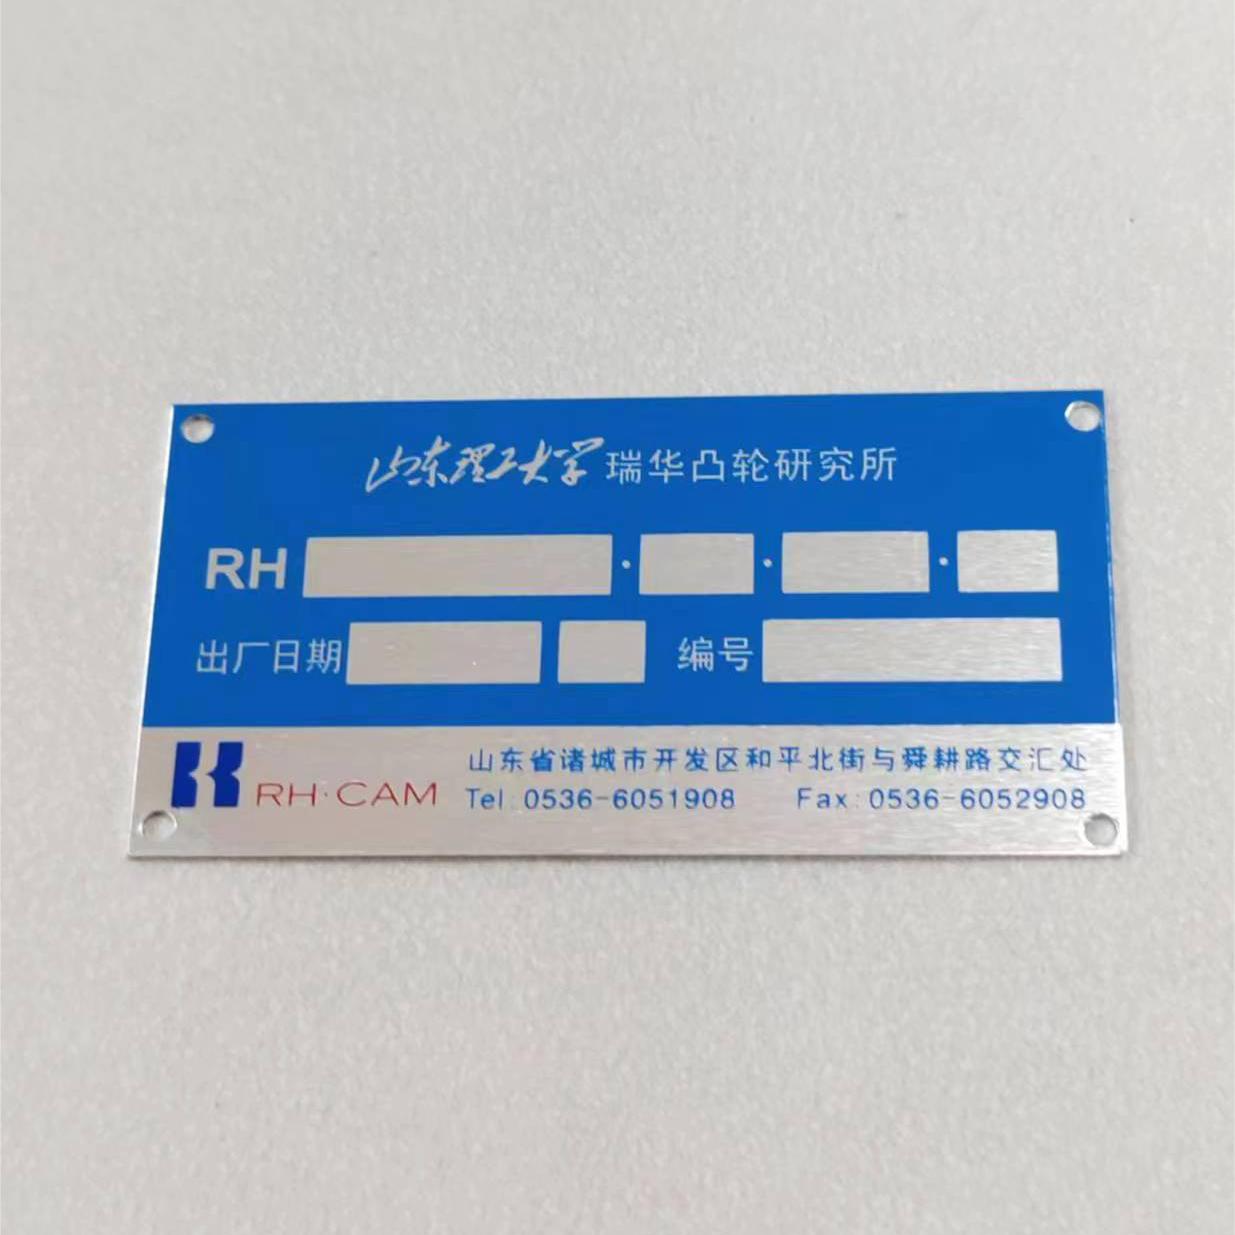 山东理工大学瑞华凸轮研究所
RH · · ·
出厂日期 编号
RH·CAM
山东省诸城市开发区和平北街与舜耕路交汇处
Tel:0536-6051908 Fax:0536-6052908